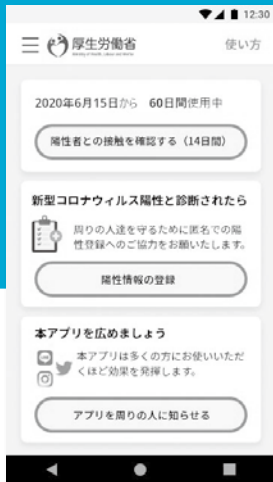 12:30
厚生労働省
使い方
2020年6月15日から 60日間使用中
陽性者との接触を確認する（14日間）
新型コロナウィルス陽性と診断されたら
周りの人達を守るために匿名での陽
性登録へのご協力をお願いいたします。
陽性情報の登録
本アプリを広めましょう
本アプリは多くの方にお使いいただ
くほど効果を発揮します。
アプリを周りの人に知らせる